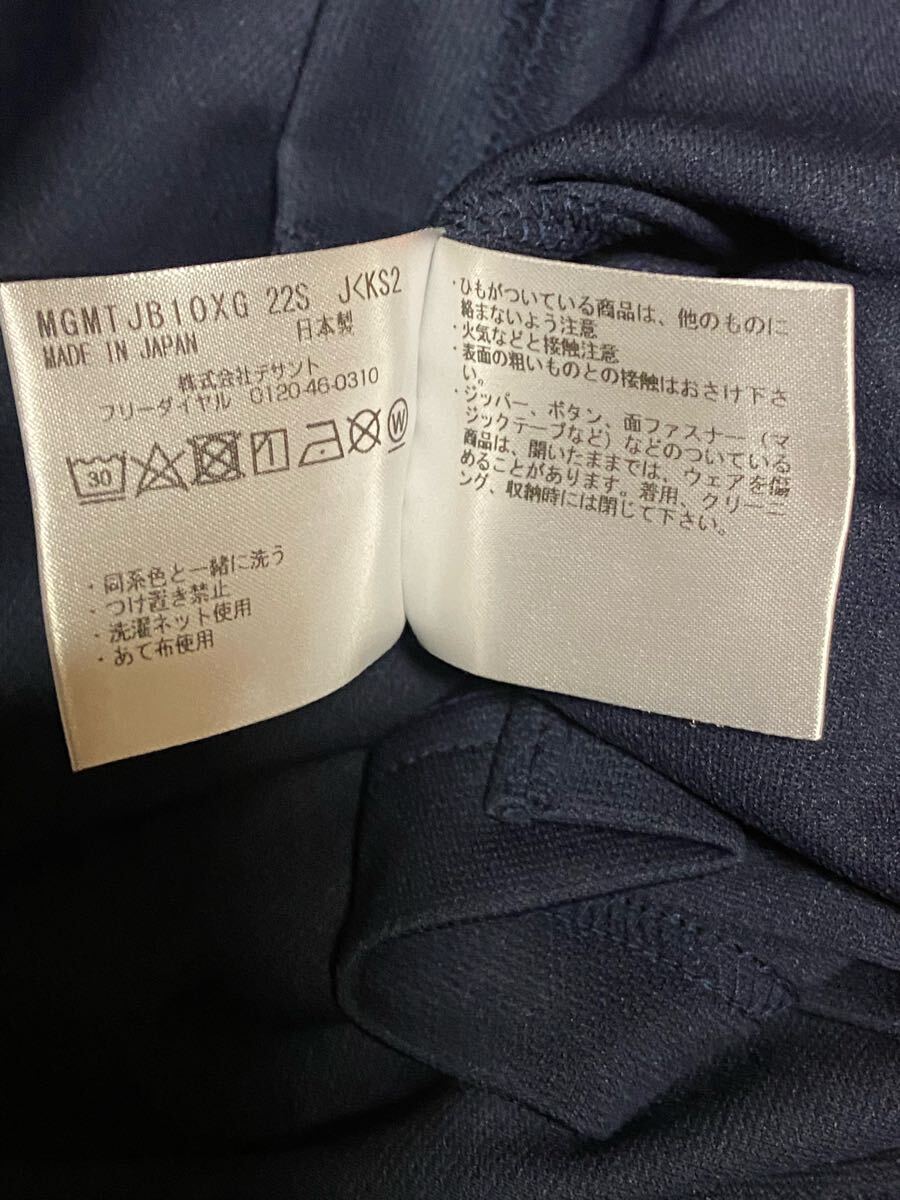 MGMTJB10XG 22S J<KS2
MADE IN JAPAN 日本製
株式会社デサント
フリーダイヤル 0120-46-0310
30
W
・同系色と一緒に洗う
・つけ置き禁止
・洗濯ネット使用
・あて布使用
・ひもがついている商品は、他のものに
絡まないよう注意
・火気などと接触注意
・表面の粗いものとの接触はおさけ下さ
い。
・ジッパー、ボタン、面ファスナー（マ
ジックテープなど）などのついている
商品は、開いたままでは、ウェアを傷
めることがあります。着用、クリーニ
ング、収納時には閉じて下さい。